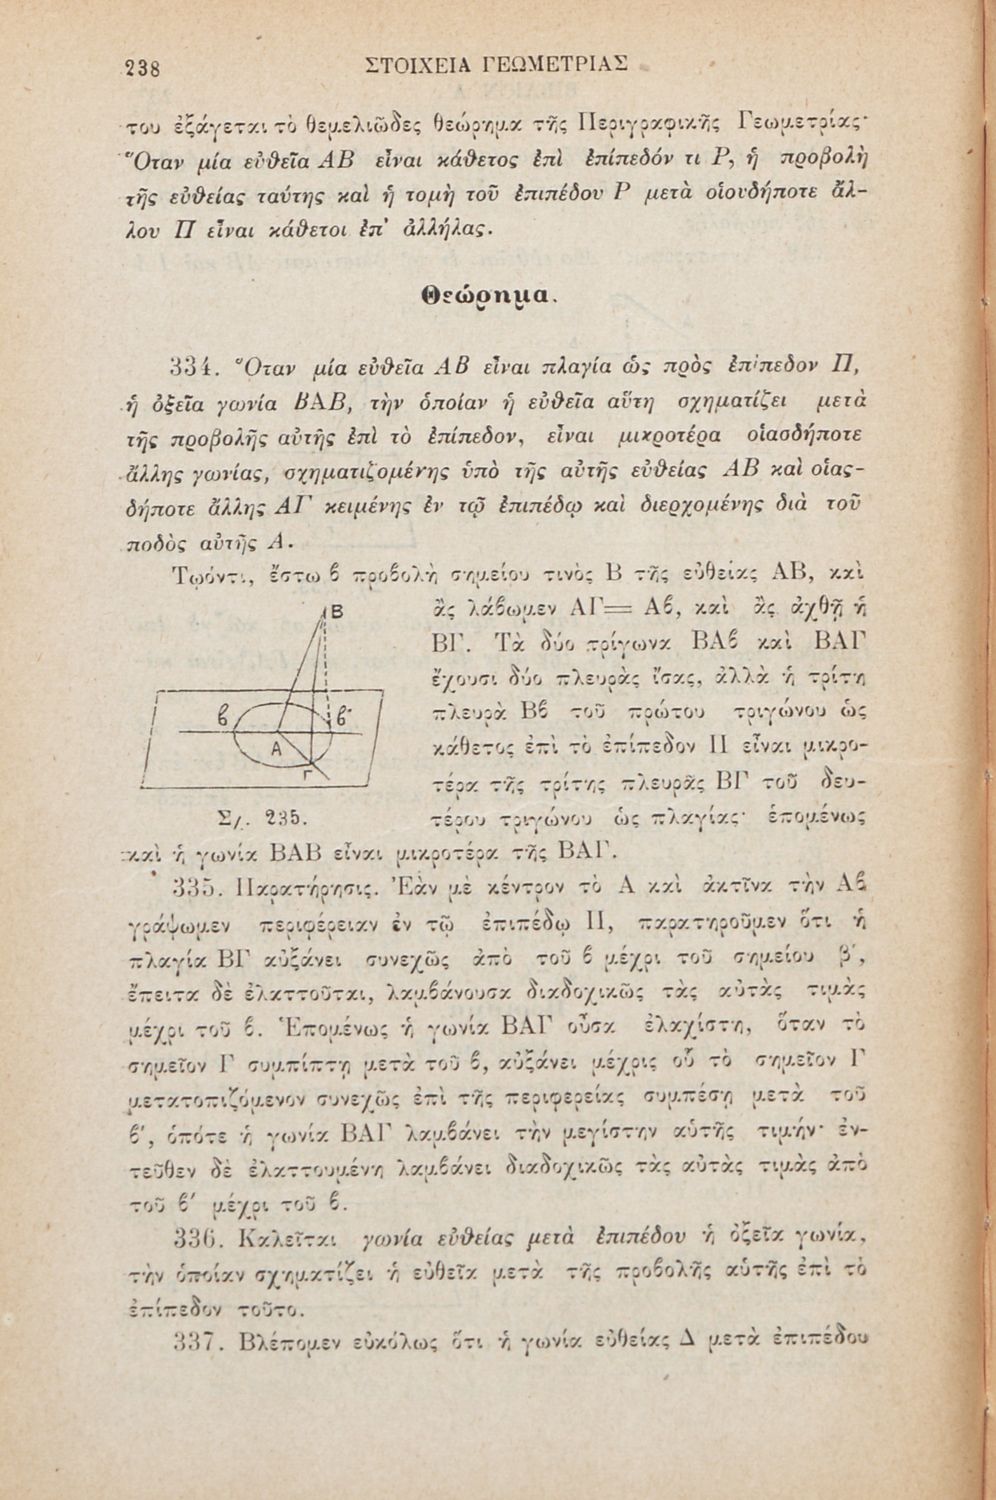 238 ΣΤΟΙΧΕΙΑ ΓΕΩΜΕΤΡΙΑΣ
του ἐξάγεται τὸ θεμελιῶδες θεώρημα τῆς Περιγραφικῆς Γεωμετρίας·
Ὅταν μία εὐθεῖα ΑΒ εἶναι κάθετος ἐπὶ ἐπίπεδόν τι Ρ, ἡ προβολὴ
τῆς εὐθείας ταύτης καὶ ἡ τομὴ τοῦ ἐπιπέδου Ρ μετὰ οἱουδήποτε ἄλ-
λου Π εἶναι κάθετοι ἐπ' ἀλλήλας.
Θεώρημα.
334. Ὅταν μία εὐθεῖα ΑΒ εἶναι πλαγία ὡς πρὸς ἐπίπεδον Π,
ἡ ὀξεῖα γωνία ΒΑΒ, τὴν ὁποίαν ἡ εὐθεῖα αὕτη σχηματίζει μετὰ
τῆς προβολῆς αὐτῆς ἐπὶ τὸ ἐπίπεδον, εἶναι μικροτέρα οἱασδήποτε
ἄλλης γωνίας, σχηματιζομένης ὑπὸ τῆς αὐτῆς εὐθείας ΑΒ καὶ οἱας-
δήποτε ἄλλης ΑΓ κειμένης ἐν τῷ ἐπιπέδῳ καὶ διερχομένης διὰ τοῦ
ποδὸς αὐτῆς Α.
Τῳόντι, ἔστω ϐ προϐολὴ σημείου τινὸς Β τῆς εὐθείας ΑΒ, καὶ
ἂς λάϐωμεν ΑΓ = Αϐ, καὶ ἂς ἀχθῇ ἡ
ΒΓ. Τὰ δύο τρίγωνα ΒΑϐ καὶ ΒΑΓ
ἔχουσι δύο πλευρὰς ἴσας, ἀλλὰ ἡ τρίτη
πλευρὰ Βϐ τοῦ πρώτου τριγώνου ὡς
κάθετος ἐπὶ τὸ ἐπίπεδον Π εἶναι μικρο-
τέρα τῆς τρίτης πλευρᾶς ΒΓ τοῦ δευ-
τέρου τριγώνου ὡς πλαγίας· ἑπομένως
Β
ϐ
ϐ'
Α
Γ
Σχ. 235.
καὶ ἡ γωνία ΒΑΒ εἶναι μικροτέρα τῆς ΒΑΓ.
335. Παρατήρησις. Ἐὰν μὲ κέντρον τὸ Α καὶ ἀκτῖνα τὴν Αϐ
γράψωμεν περιφέρειαν ἐν τῷ ἐπιπέδῳ Π, παρατηροῦμεν ὅτι ἡ
πλαγία ΒΓ αὐξάνει συνεχῶς ἀπὸ τοῦ ϐ μέχρι τοῦ σημείου β',
ἔπειτα δὲ ἐλαττοῦται, λαμϐάνουσα διαδοχικῶς τὰς αὐτὰς τιμὰς
μέχρι τοῦ ϐ. Ἑπομένως ἡ γωνία ΒΑΓ οὖσα ἐλαχίστη, ὅταν τὸ
σημεῖον Γ συμπίπτῃ μετὰ τοῦ ϐ, αὐξάνει μέχρις οὗ τὸ σημεῖον Γ
μετατοπιζόμενον συνεχῶς ἐπὶ τῆς περιφερείας συμπέσῃ μετὰ τοῦ
ϐ', ὁπότε ἡ γωνία ΒΑΓ λαμϐάνει τὴν μεγίστην αὐτῆς τιμήν· ἐν-
τεῦθεν δὲ ἐλαττουμένη λαμϐάνει διαδοχικῶς τὰς αὐτὰς τιμὰς ἀπὸ
τοῦ ϐ' μέχρι τοῦ ϐ.
336. Καλεῖται γωνία εὐθείας μετὰ ἐπιπέδου ἡ ὀξεῖα γωνία,
τὴν ὁποίαν σχηματίζει ἡ εὐθεῖα μετὰ τῆς προϐολῆς αὐτῆς ἐπὶ τὸ
ἐπίπεδον τοῦτο.
337. Βλέπομεν εὐκόλως ὅτι ἡ γωνία εὐθείας Δ μετὰ ἐπιπέδου